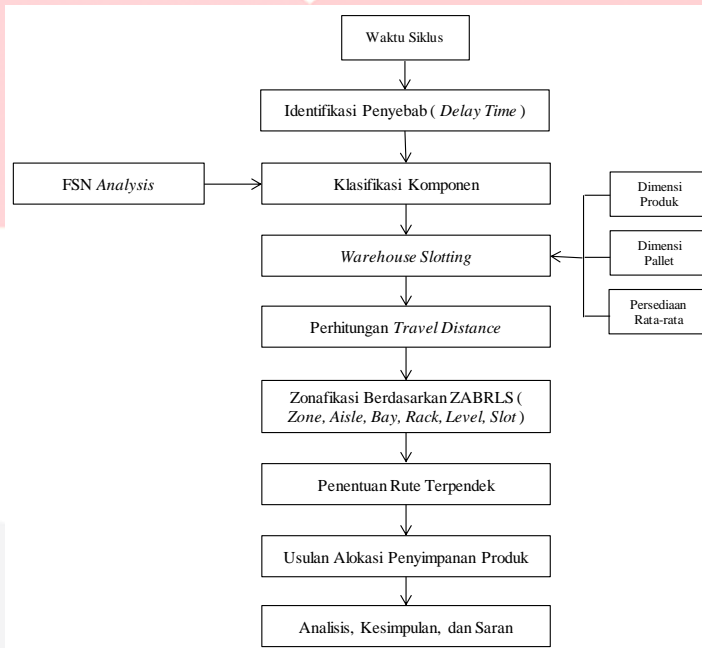 Waktu Siklus
Identifikasi Penyebab ( Delay Time )
FSN Analysis
Klasifikasi Komponen
Dimensi
Produk
Warehouse Slotting
Dimensi
Pallet
Persediaan
Rata-rata
Perhitungan Travel Distance
Zonafikasi Berdasarkan ZABRLS (
Zone, Aisle, Bay, Rack, Level, Slot )
Penentuan Rute Terpendek
Usulan Alokasi Penyimpanan Produk
Analisis, Kesimpulan, dan Saran